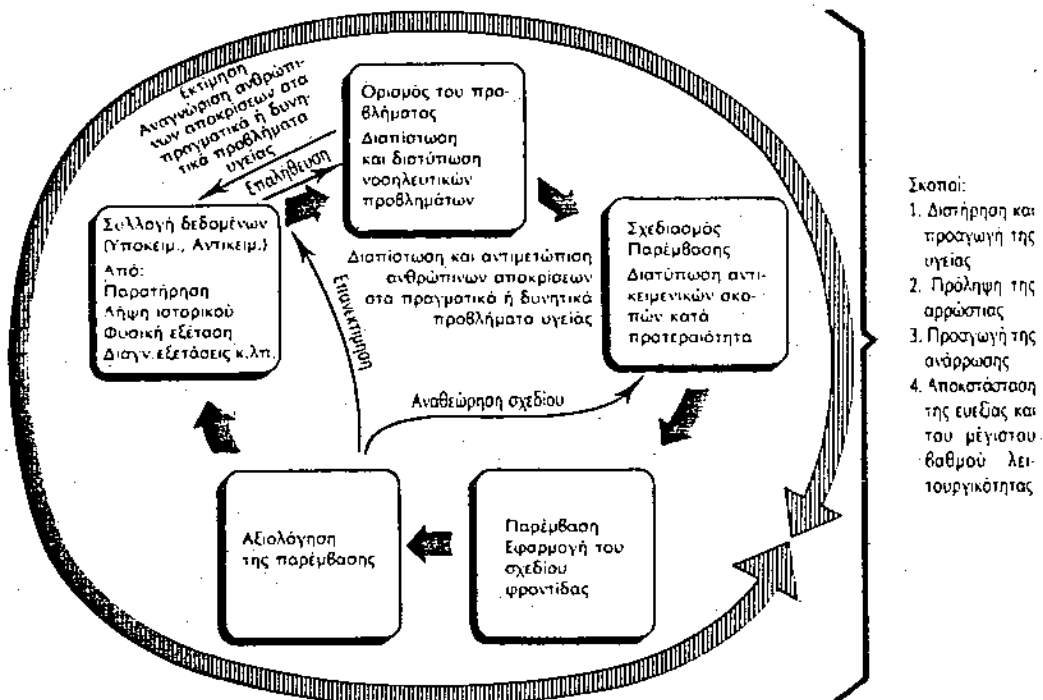 Εκτίμηση
Αναγνώριση ανθρώπι-
νων αποκρίσεων στα
πραγματικά ή δυνη-
τικά προβλήματα
υγείας
Επαλήθευση
Ορισμός του προ-
βλήματος
Διαπίστωση
και διατύπωση
νοσηλευτικών
προβλημάτων
Συλλογή δεδομένων
(Υποκειμ., Αντικειμ.)
Από:
Παρατήρηση
Λήψη ιστορικού
Φυσική εξέταση
Διαγν. εξετάσεις κ.λπ.
Διαπίστωση και αντιμετώπιση
ανθρώπινων αποκρίσεων
στα πραγματικά ή δυνητικά
προβλήματα υγείας
Σχεδιασμός
Παρέμβασης
Διατύπωση αντι-
κειμενικών σκο-
πών κατά
προτεραιότητα
Επανεκτίμηση
Αναθεώρηση σχεδίου
Αξιολόγηση
της παρέμβασης
Παρέμβαση
Εφαρμογή του
σχεδίου
φροντίδας
Σκοποί:
1. Διατήρηση και
προαγωγή της
υγείας
2. Πρόληψη της
αρρώστιας
3. Προαγωγή της
ανάρρωσης
4. Αποκατάσταση
της ευεξίας και
του μέγιστου
βαθμού λει-
τουργικότητας